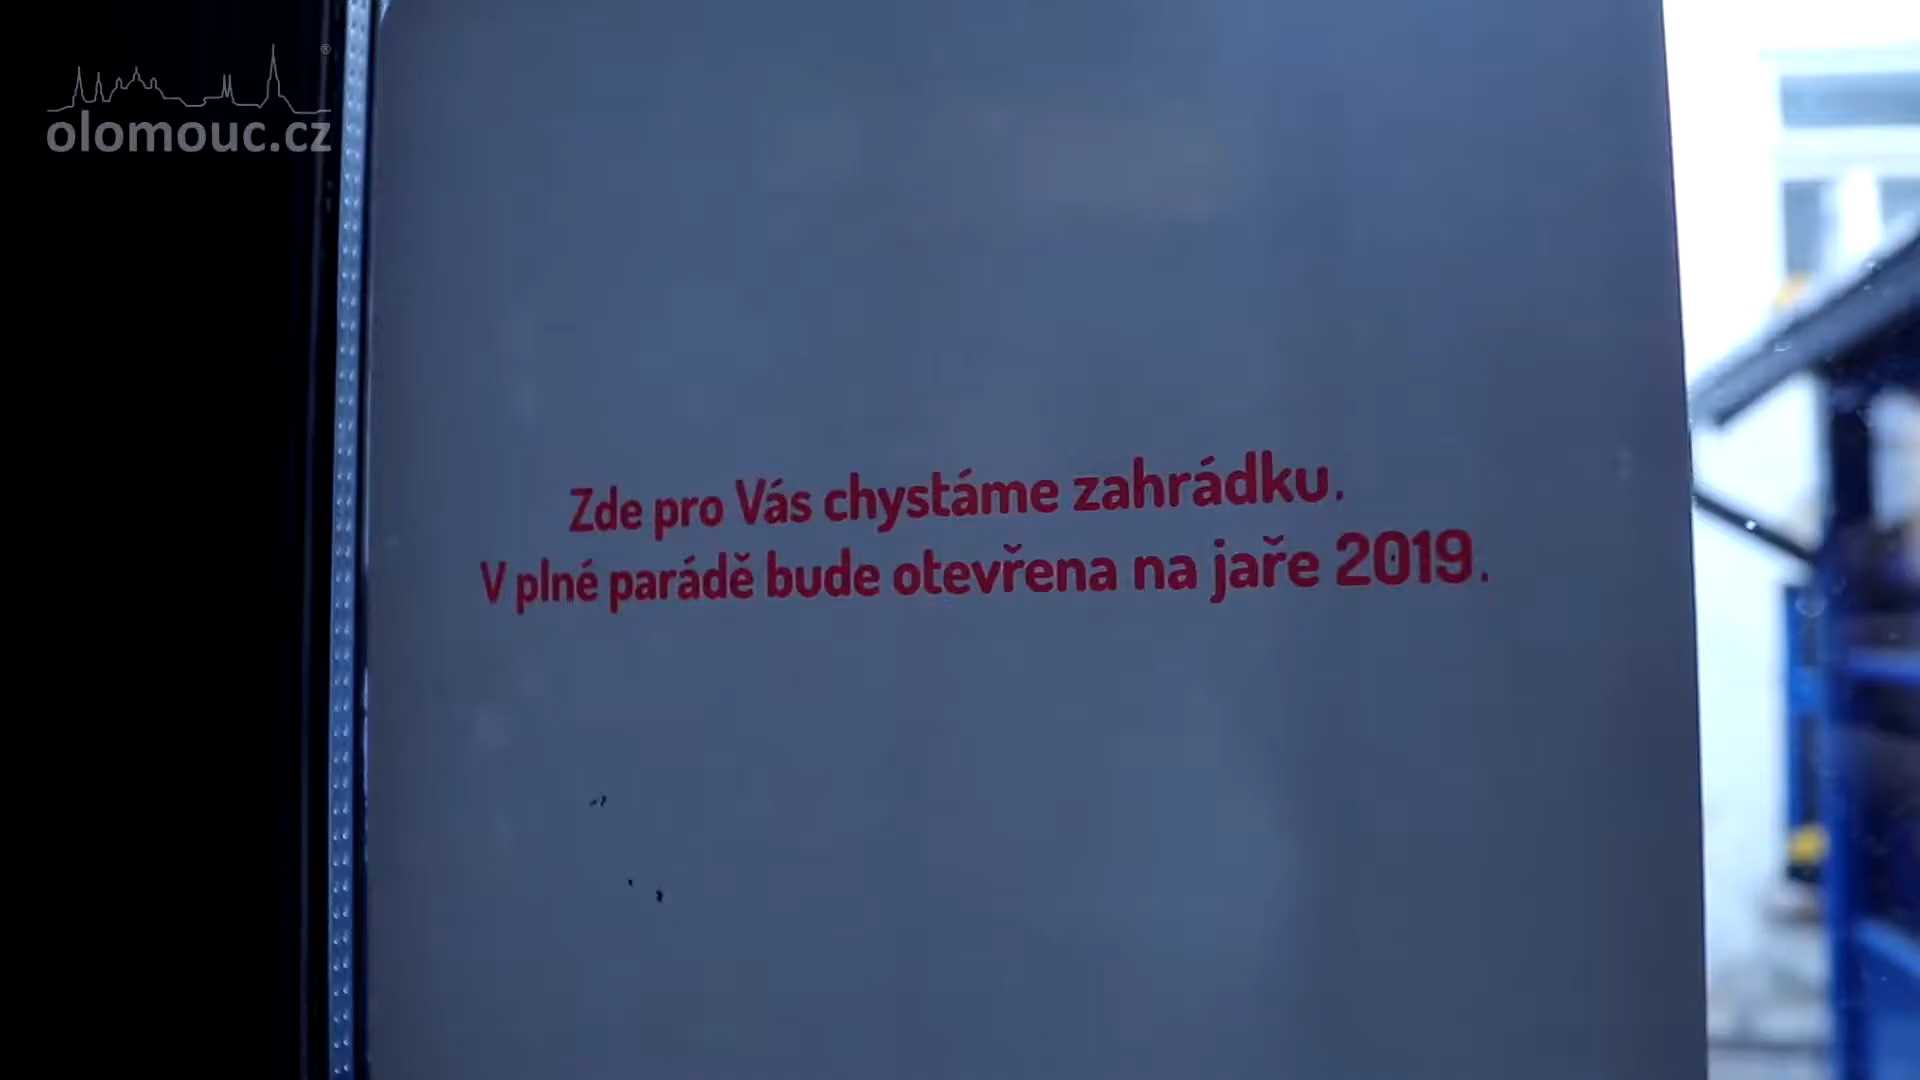 olomouc.cz
®
Zde pro Vás chystáme zahrádku.
V plné parádě bude otevřena na jaře 2019.